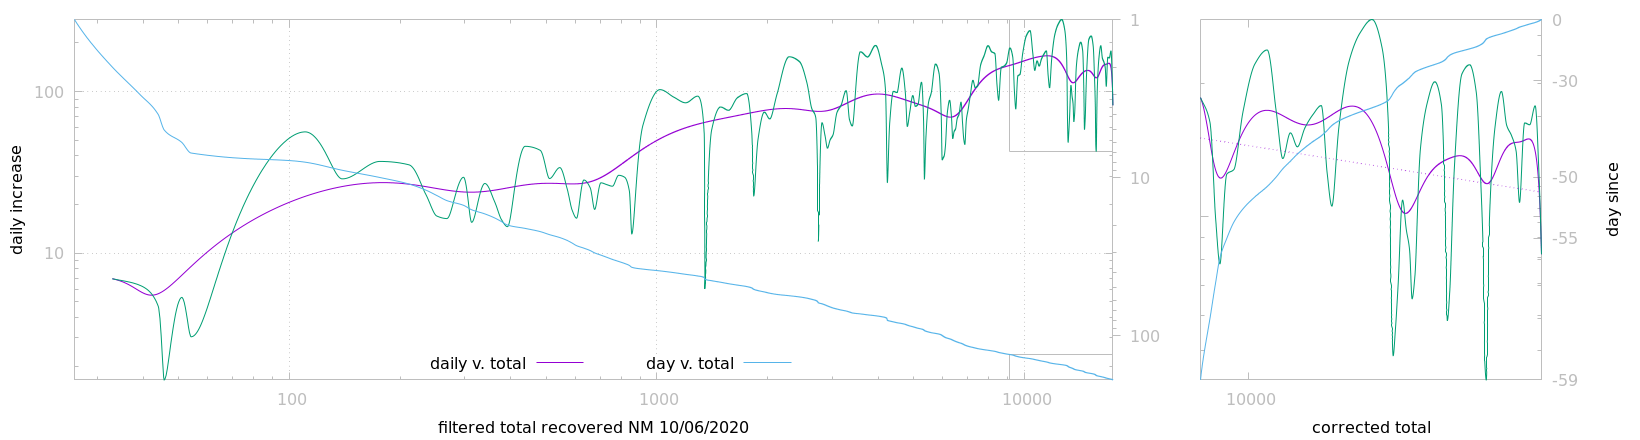 daily increase
100
10
daily v. total
day v. total
100
1000
10000
filtered total recovered NM 10/06/2020
1
10
100
10000
corrected total
0
-30
-50
-55
-59
day since